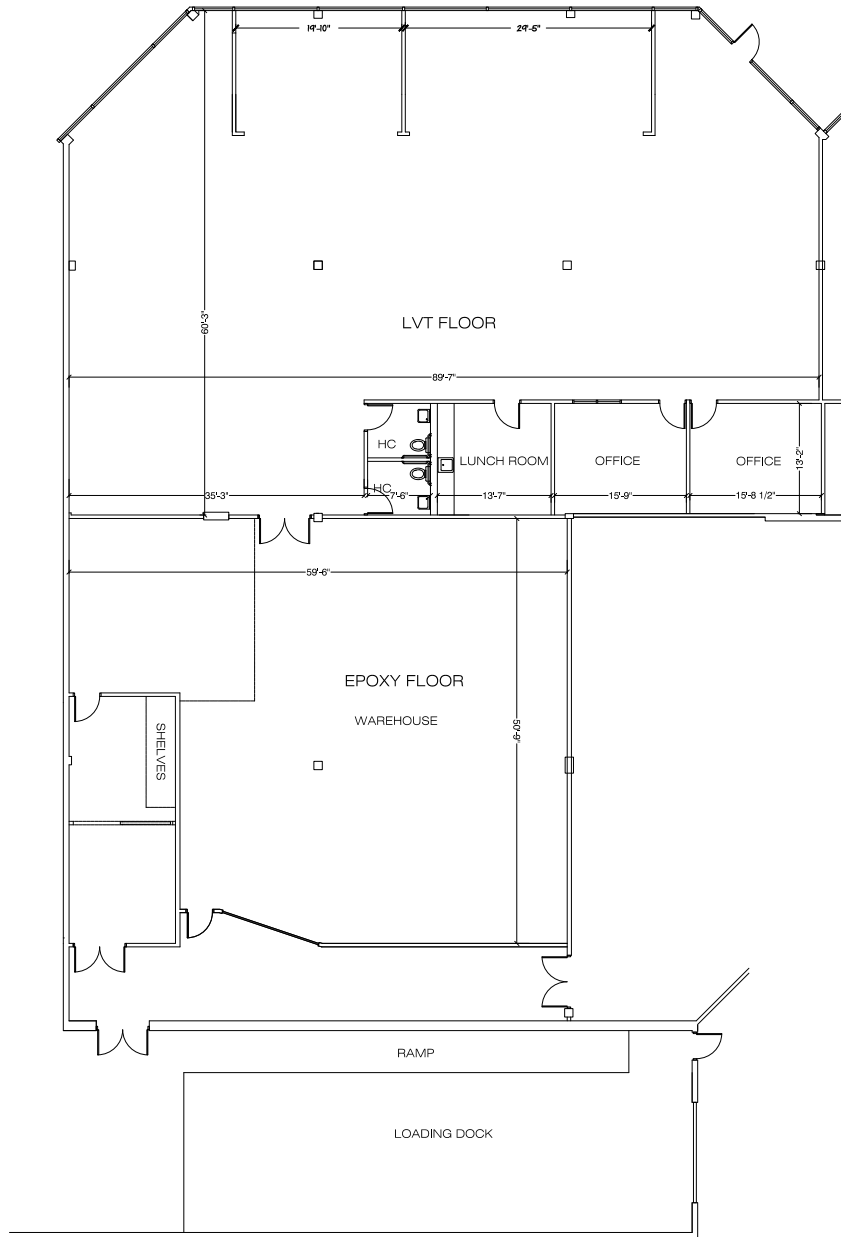 19'-10"
29'-5"
60'-3"
LVT FLOOR
89'-7"
HC
LUNCH ROOM
OFFICE
OFFICE
13'-2"
HC
35'-3"
7'-6"
13'-7"
15'-9"
15'-8 1/2"
59'-6"
EPOXY FLOOR
WAREHOUSE
50'-9"
SHELVES
RAMP
LOADING DOCK